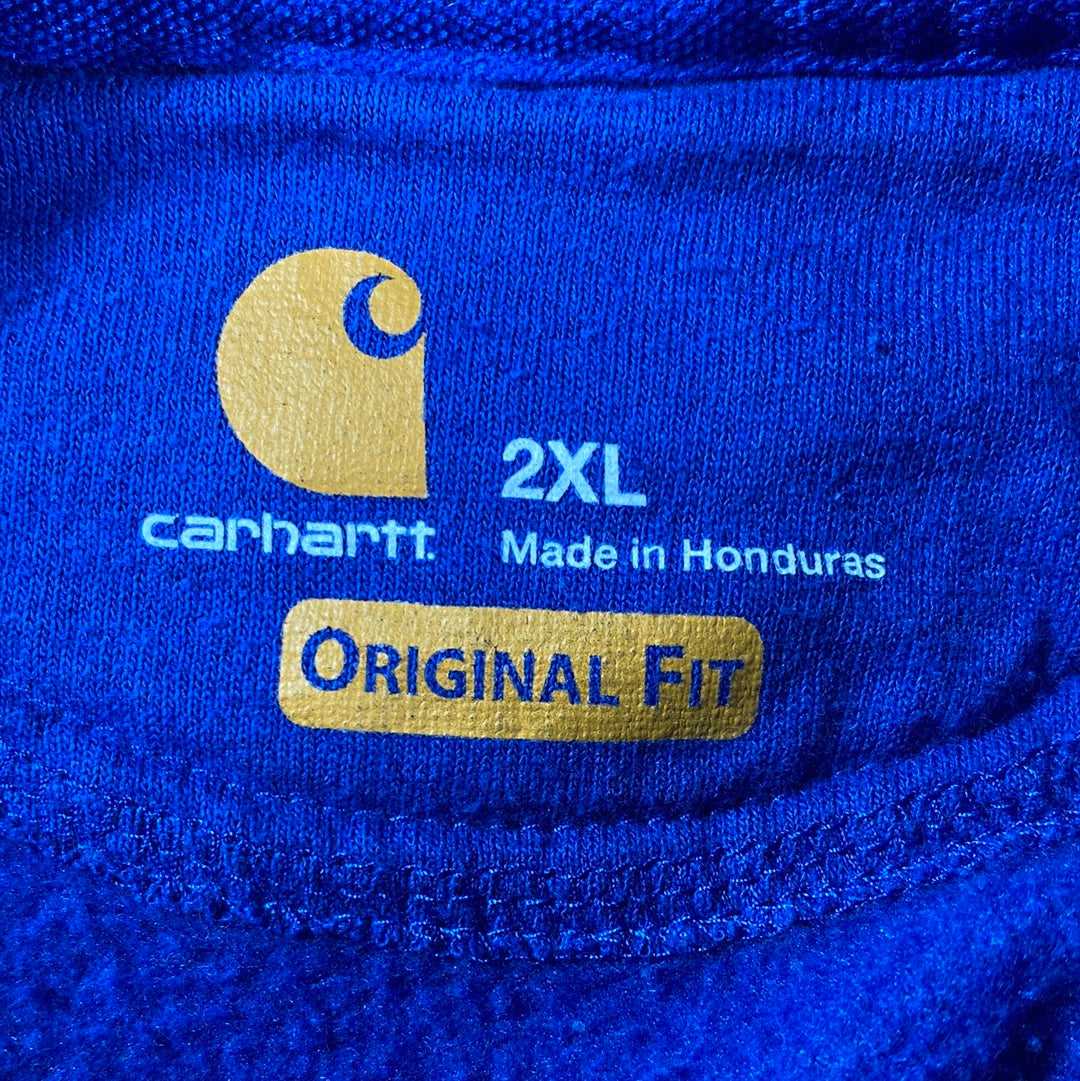 2XL
carhartt
Made in Honduras
ORIGINAL FIT